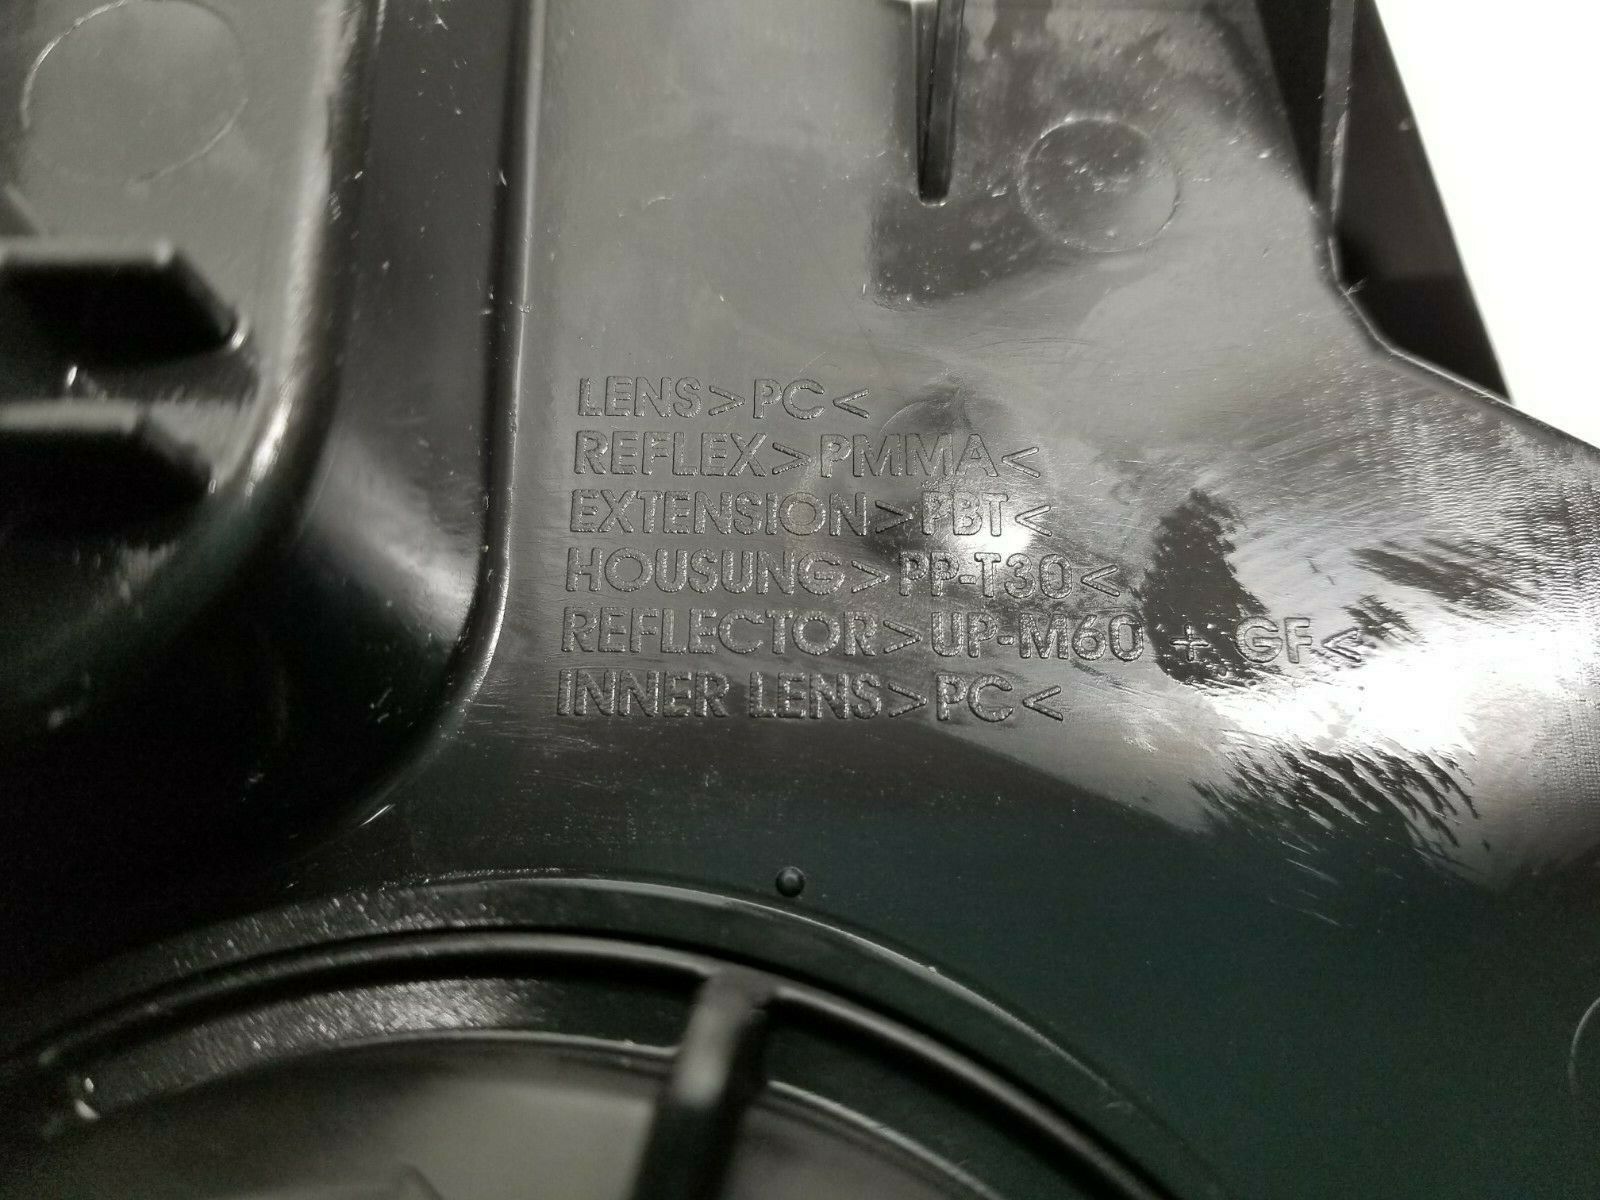 LENS>PC<
REFLEX>PMMA<
EXTENSION>PBT<
HOUSUNG>PP-T30<
REFLECTOR>UP-M60 + GF<
INNER LENS>PC<